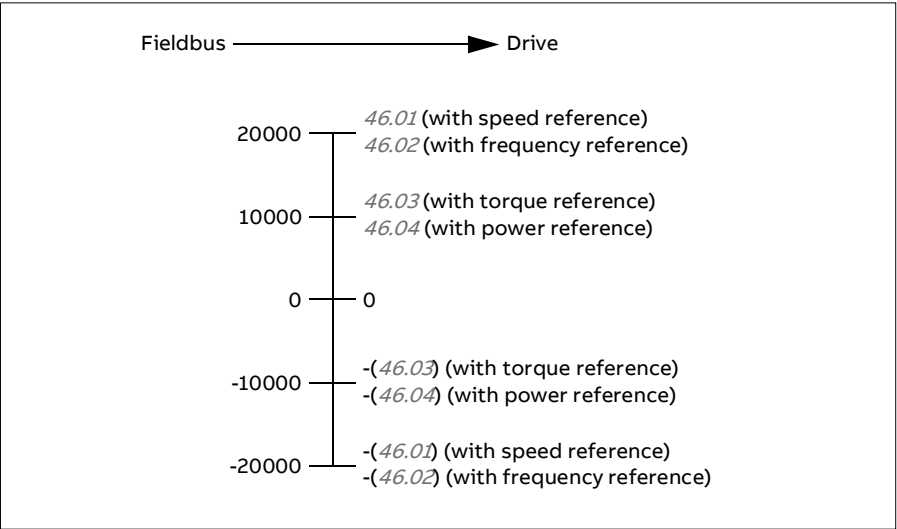 Fieldbus Drive
46.01 (with speed reference)
20000
46.02 (with frequency reference)
46.03 (with torque reference)
10000
46.04 (with power reference)
0 0
-(46.03) (with torque reference)
-10000
-(46.04) (with power reference)
-(46.01) (with speed reference)
-20000
-(46.02) (with frequency reference)